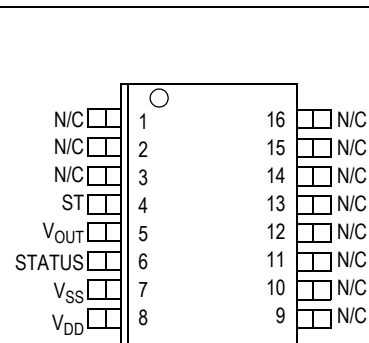 N/C 1 16 N/C
N/C 2 15 N/C
N/C 3 14 N/C
ST 4 13 N/C
VOUT 5 12 N/C
STATUS 6 11 N/C
VSS 7 10 N/C
VDD 8 9 N/C